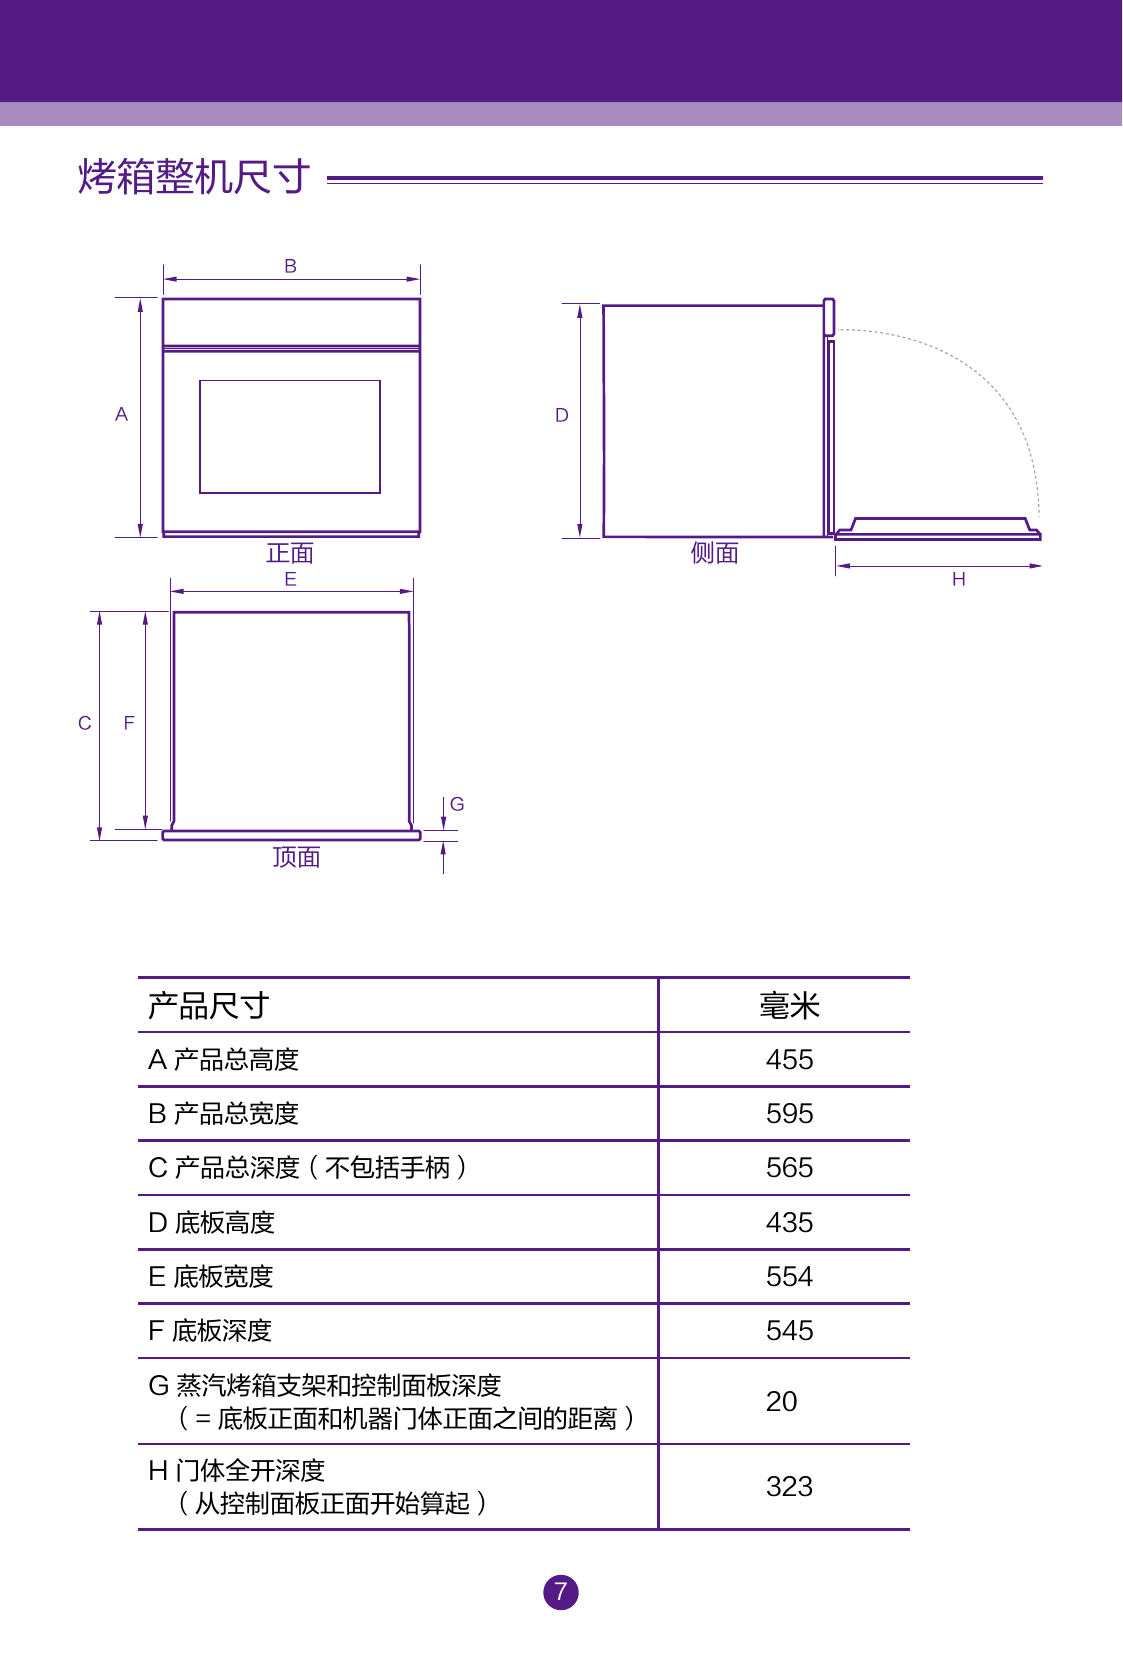 烤箱整机尺寸
B
A
D
正面
侧面
E
H
C
F
G
顶面
产品尺寸 毫米
A 产品总高度 455
B 产品总宽度 595
C 产品总深度（不包括手柄） 565
D 底板高度 435
E 底板宽度 554
F 底板深度 545
G 蒸汽烤箱支架和控制面板深度
（= 底板正面和机器门体正面之间的距离） 20
H 门体全开深度
（从控制面板正面开始算起） 323
7